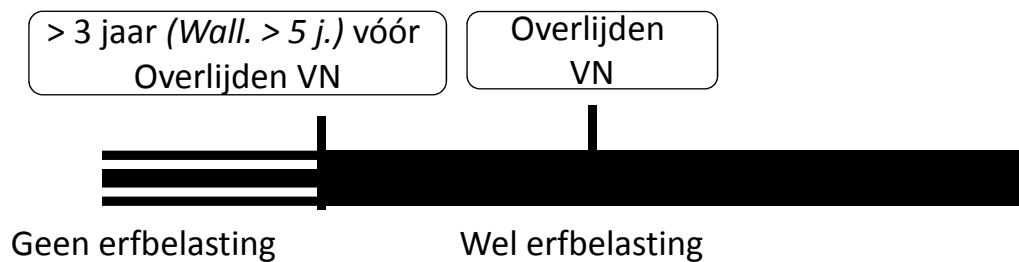 > 3 jaar (Wall. > 5 j.) vóór
Overlijden VN
Overlijden
VN
Geen erfbelasting
Wel erfbelasting